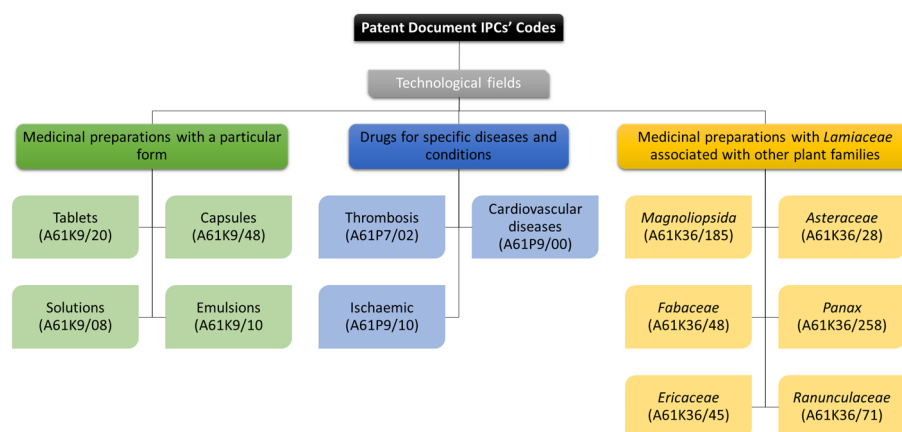 Patent Document IPCs' Codes
Technological fields
Medicinal preparations with a particular
form
Drugs for specific diseases and
conditions
Medicinal preparations with Lamiaceae
associated with other plant families
Tablets
(A61K9/20)
Capsules
(A61K9/48)
Solutions
(A61K9/08)
Emulsions
(A61K9/10
Thrombosis
(A61P7/02)
Cardiovascular
diseases
(A61P9/00)
Ischaemic
(A61P9/10)
Magnoliopsida
(A61K36/185)
Asteraceae
(A61K36/28)
Fabaceae
(A61K36/48)
Panax
(A61K36/258)
Ericaceae
(A61K36/45)
Ranunculaceae
(A61K36/71)